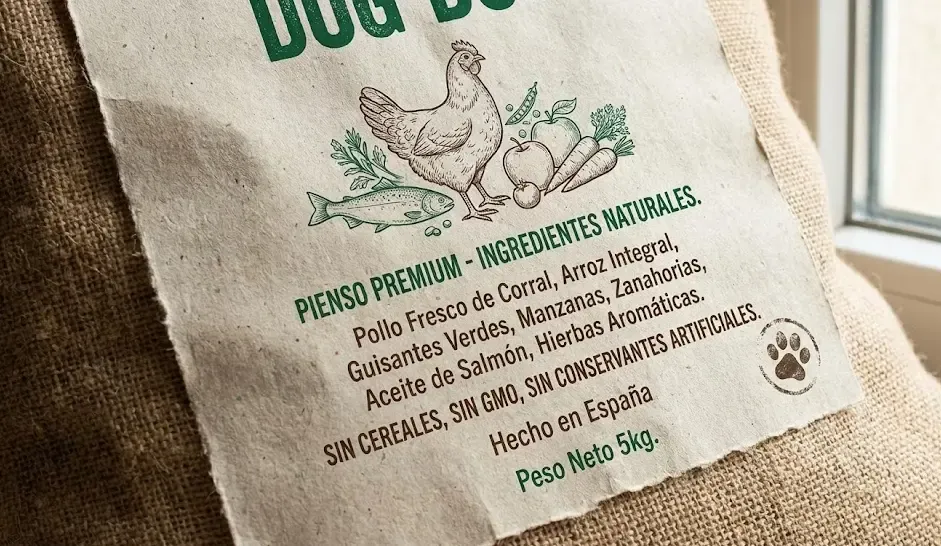 DOG
PIENSO PREMIUM - INGREDIENTES NATURALES.
Pollo Fresco de Corral, Arroz Integral,
Guisantes Verdes, Manzanas, Zanahorias,
Aceite de Salmón, Hierbas Aromáticas.
SIN CEREALES, SIN GMO, SIN CONSERVANTES ARTIFICIALES.
Hecho en España
Peso Neto 5kg.